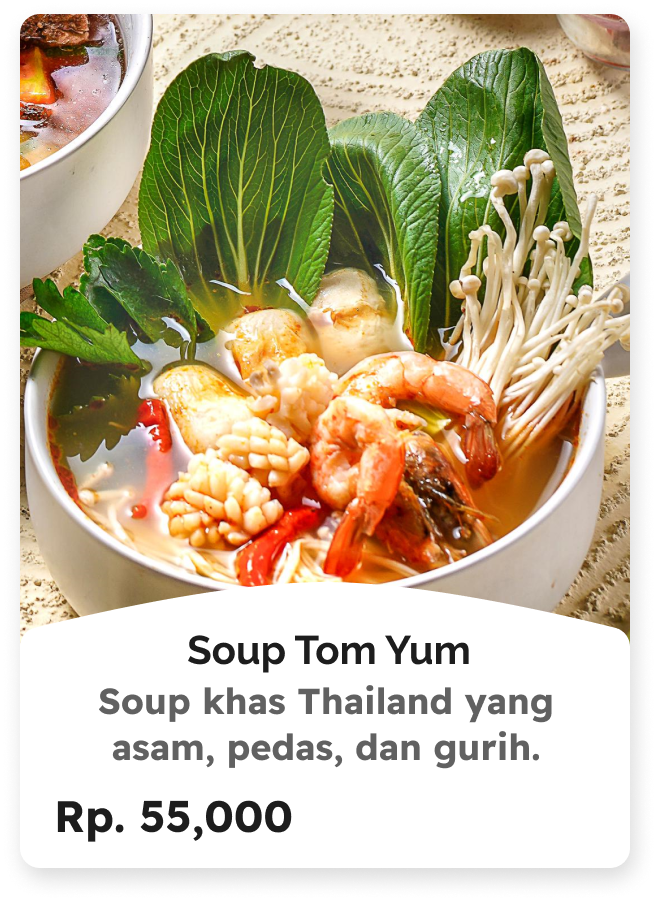 Soup Tom Yum
Soup khas Thailand yang
asam, pedas, dan gurih.
Rp. 55,000